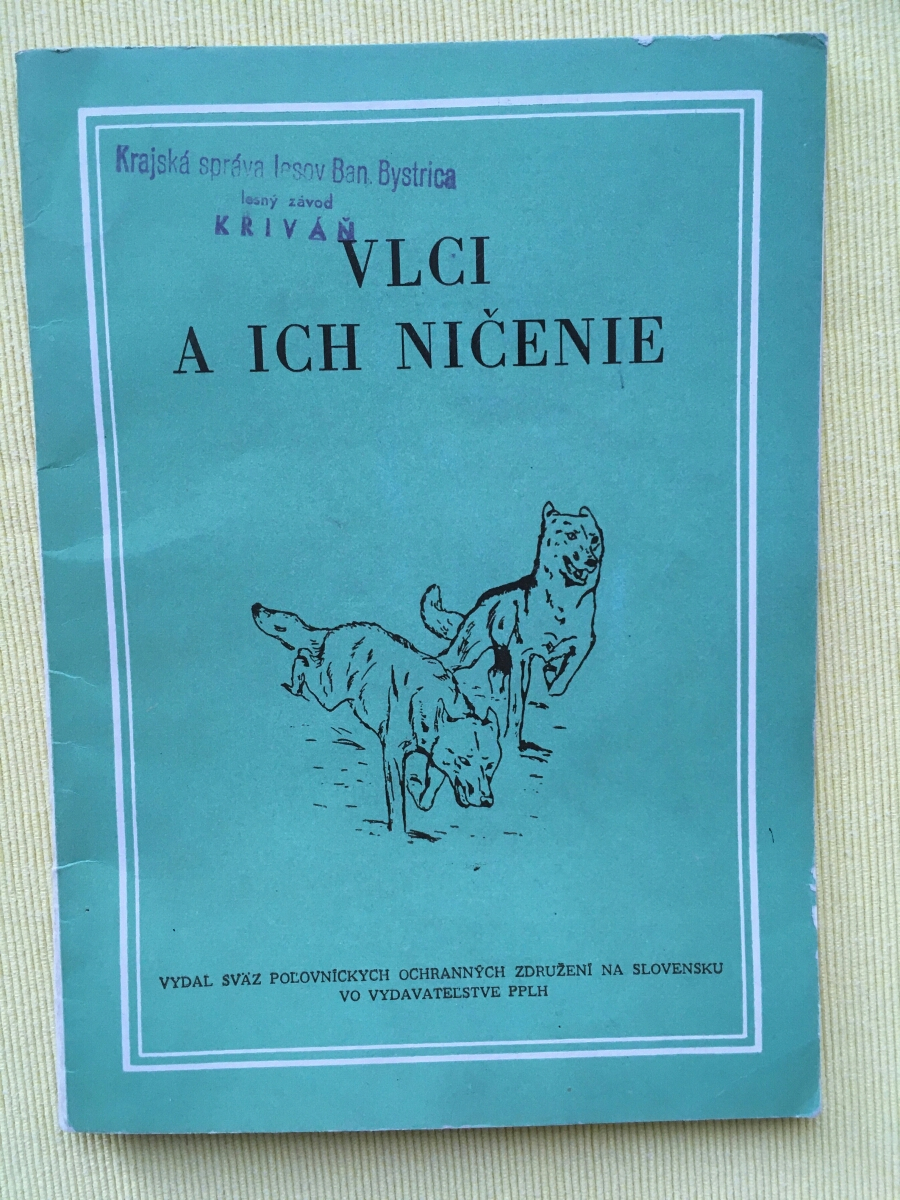 Krajská správa lesov Ban. Bystrica
lesný závod
KRIVÁŇ
VLCI
A ICH NIČENIE
VYDAL SVÄZ POĽOVNÍCKYCH OCHRANNÝCH ZDRUŽENÍ NA SLOVENSKU
VO VYDAVATEĽSTVE PPLH